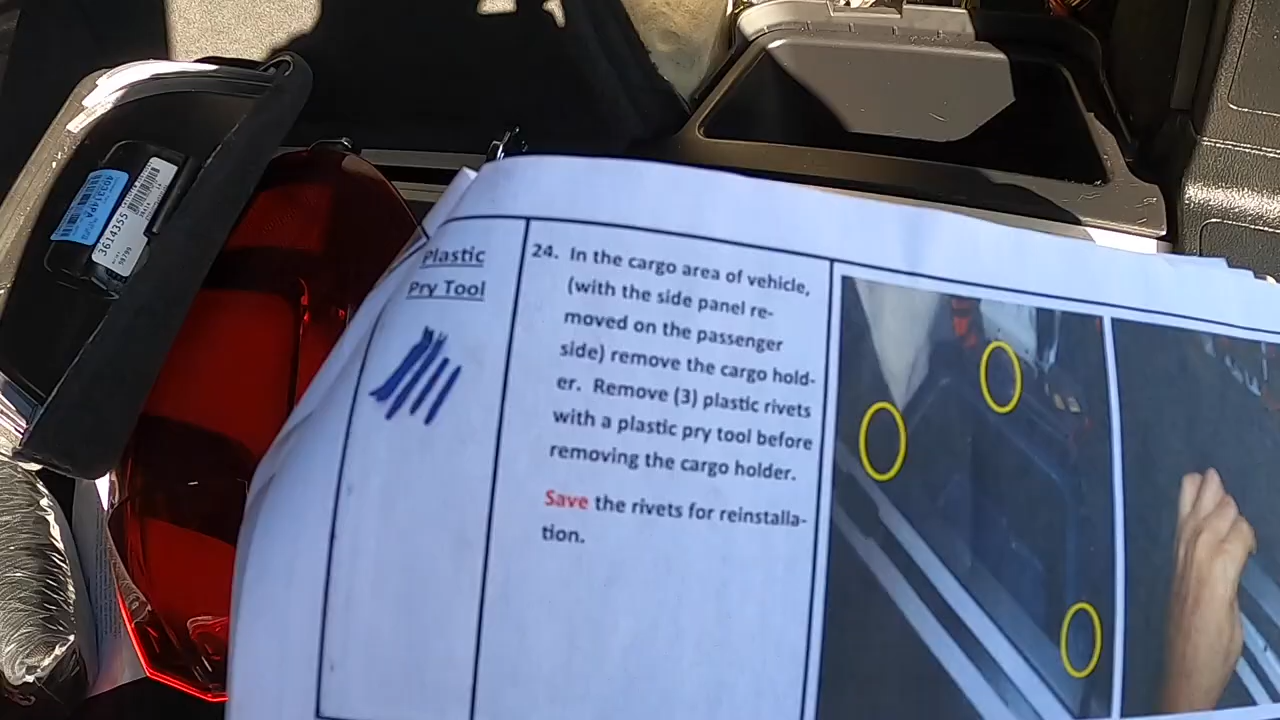 Plastic
Pry Tool
24. In the cargo area of vehicle,
(with the side panel re-
moved on the passenger
side) remove the cargo hold-
er. Remove (3) plastic rivets
with a plastic pry tool before
removing the cargo holder.
Save the rivets for reinstalla-
tion.
403314PA
3614355